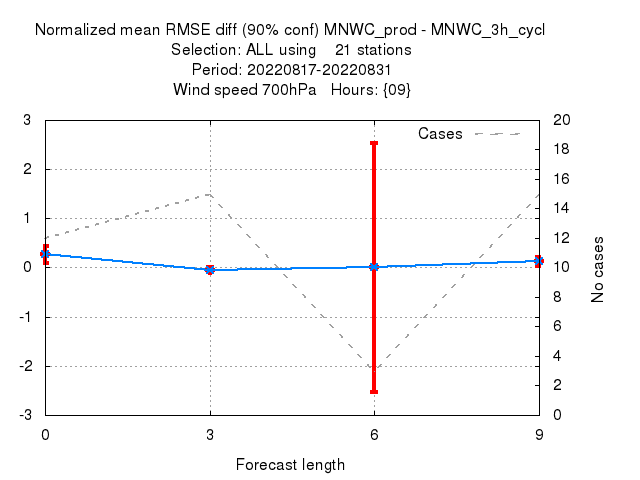 Normalized mean RMSE diff (90% conf) MNWC_prod - MNWC_3h_cycl
Selection: ALL using 21 stations
Period: 20220817-20220831
Wind speed 700hPa Hours: {09}
Cases
3
2
1
0
-1
-2
-3
20
18
16
14
12
10
8
6
4
2
0
No cases
0 3 6 9
Forecast length